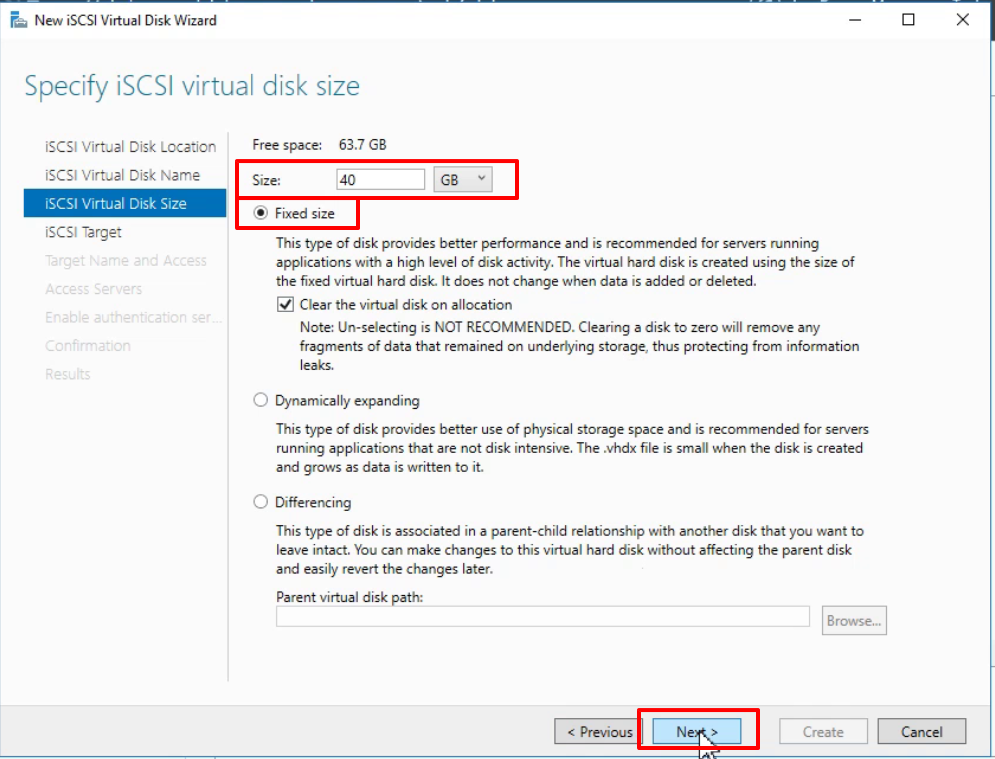 New iSCSI Virtual Disk Wizard
Specify iSCSI virtual disk size
iSCSI Virtual Disk Location
iSCSI Virtual Disk Name
iSCSI Virtual Disk Size
iSCSI Target
Target Name and Access
Access Servers
Enable authentication ser...
Confirmation
Results
Free space: 63.7 GB
Size: 40 GB
Fixed size
This type of disk provides better performance and is recommended for servers running
applications with a high level of disk activity. The virtual hard disk is created using the size of
the fixed virtual hard disk. It does not change when data is added or deleted.
Clear the virtual disk on allocation
Note: Un-selecting is NOT RECOMMENDED. Clearing a disk to zero will remove any
fragments of data that remained on underlying storage, thus protecting from information
leaks.
Dynamically expanding
This type of disk provides better use of physical storage space and is recommended for servers
running applications that are not disk intensive. The .vhdx file is small when the disk is created
and grows as data is written to it.
Differencing
This type of disk is associated in a parent-child relationship with another disk that you want to
leave intact. You can make changes to this virtual hard disk without affecting the parent disk
and easily revert the changes later.
Parent virtual disk path:
Browse...
< Previous Next > Create Cancel